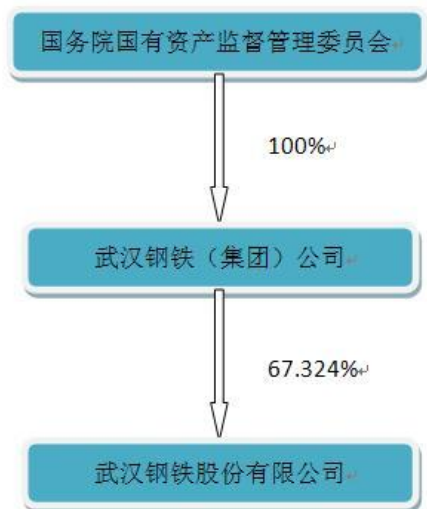 国务院国有资产监督管理委员会
100%
武汉钢铁（集团）公司
67.324%
武汉钢铁股份有限公司